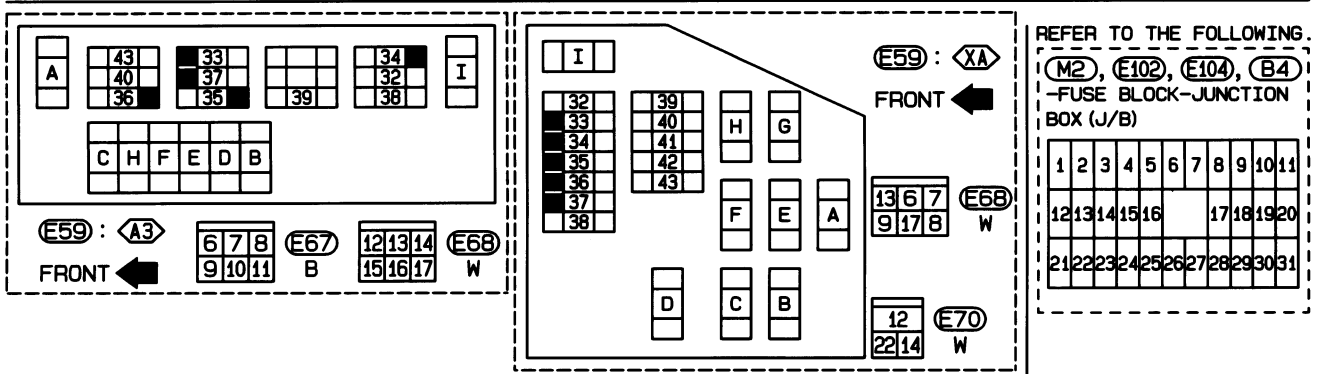 A
43
40
36
33
37
35
39
34
32
38
I
C H F E D B
E59 : A3
FRONT
6 7 8
9 10 11
E67
B
12 13 14
15 16 17
E68
W
I
32
33
34
35
36
37
38
39
40
41
42
43
H
G
F
E
A
D
C
B
E59 : XA
FRONT
13 6 7
9 17 8
E68
W
12
22 14
E70
W
REFER TO THE FOLLOWING.
M2, E102, E104, B4
-FUSE BLOCK-JUNCTION
BOX (J/B)
1 2 3 4 5 6 7 8 9 10 11
12 13 14 15 16 17 18 19 20
21 22 23 24 25 26 27 28 29 30 31